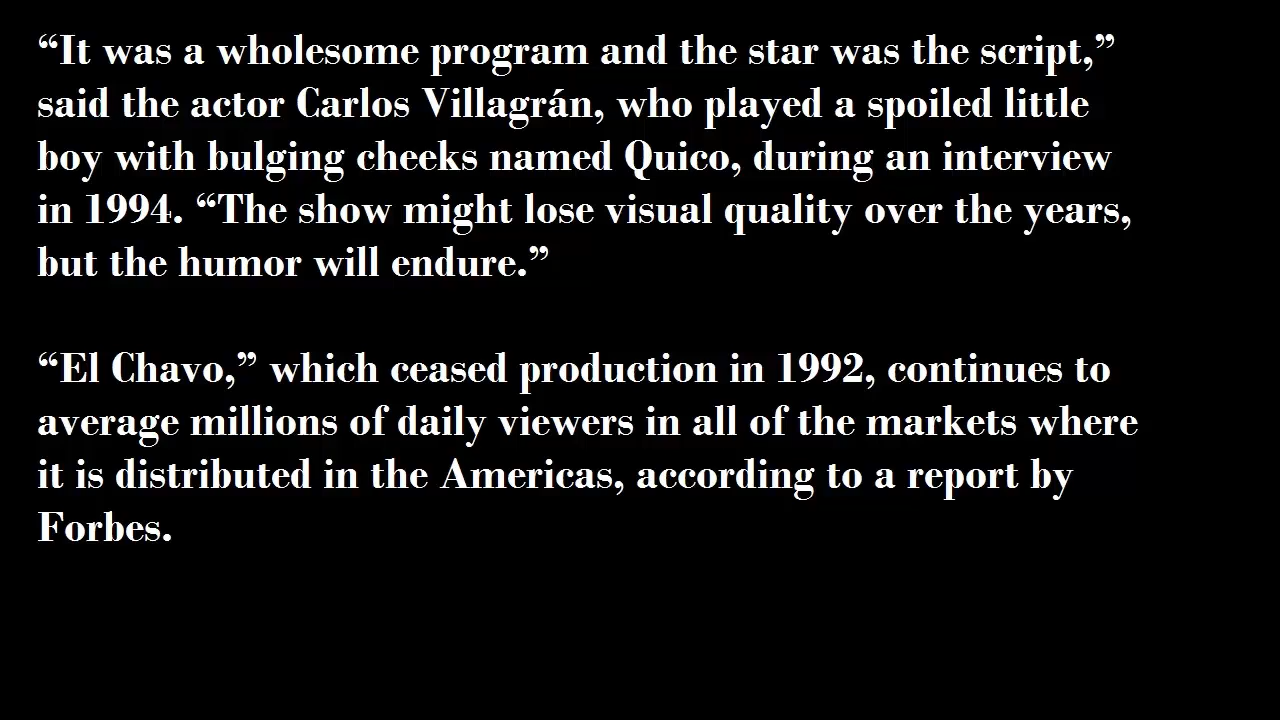 “It was a wholesome program and the star was the script,”
said the actor Carlos Villagrán, who played a spoiled little
boy with bulging cheeks named Quico, during an interview
in 1994. “The show might lose visual quality over the years,
but the humor will endure.”
“El Chavo,” which ceased production in 1992, continues to
average millions of daily viewers in all of the markets where
it is distributed in the Americas, according to a report by
Forbes.